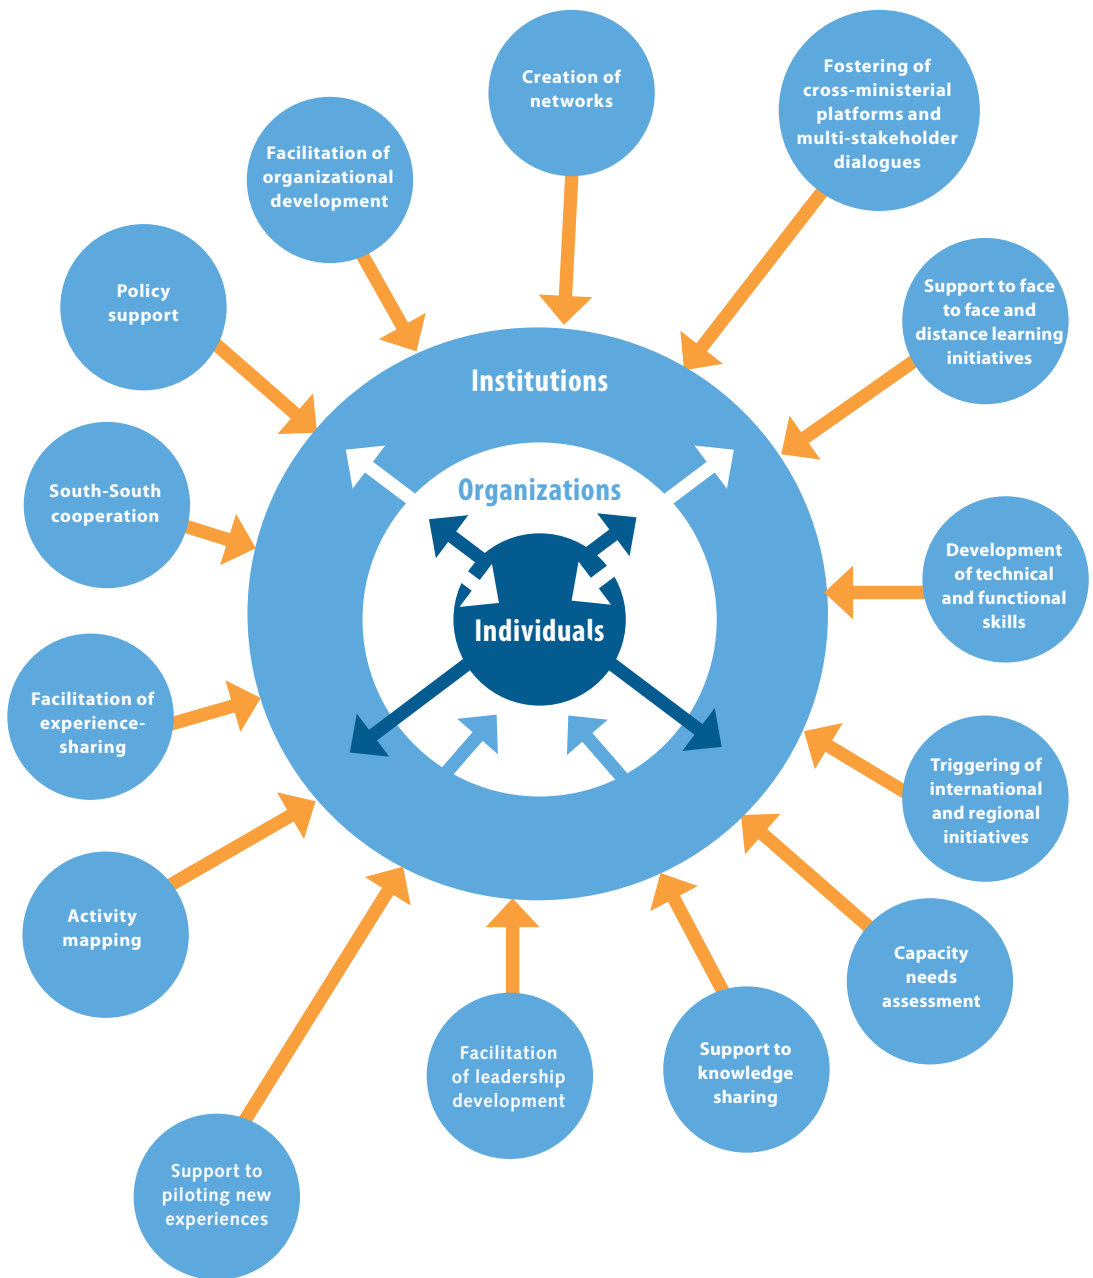 Creation of
networks
Fostering of
cross-ministerial
platforms and
multi-stakeholder
dialogues
Facilitation of
organizational
development
Policy
support
Support to face
to face and
distance learning
initiatives
Institutions
Organizations
Individuals
South-South
cooperation
Development
of technical
and functional
skills
Facilitation of
experience-
sharing
Triggering of
international
and regional
initiatives
Activity
mapping
Capacity
needs
assessment
Facilitation
of leadership
development
Support to
knowledge
sharing
Support to
piloting new
experiences